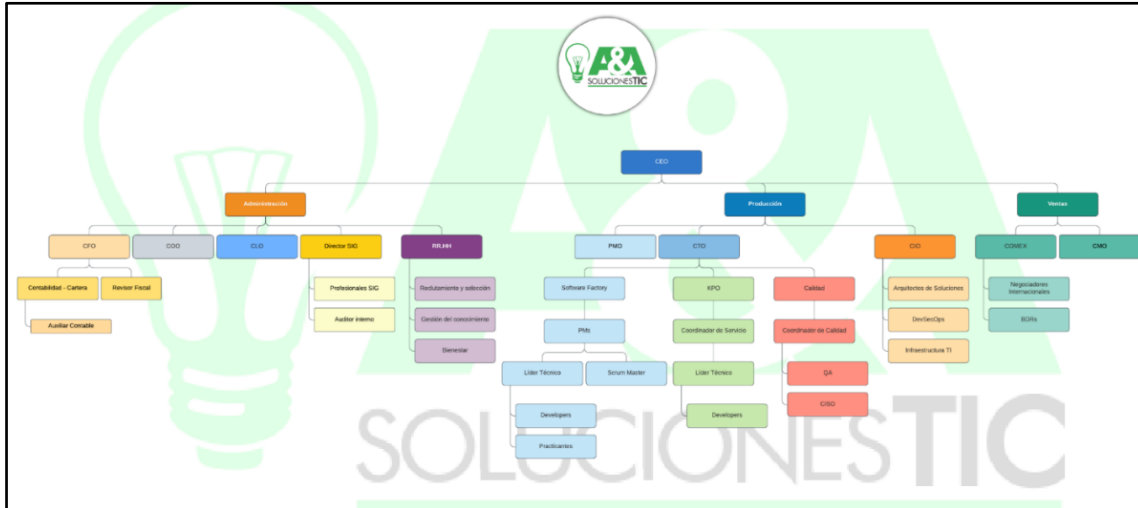 A&A
SOLUCIONESTIC
CEO
Administración
Producción
Ventas
CFO
COO
CLO
Director SIG
RR.HH
PMO
CTO
CIO
COMEX
CMO
Contabilidad - Cartera
Revisor Fiscal
Profesionales SIG
Reclutamiento y selección
Software Factory
KPO
Calidad
Arquitectos de Soluciones
Negociadores
Internacionales
Auxiliar Contable
Auditor interno
Gestión del conocimiento
PMs
Coordinador de Servicio
Coordinador de Calidad
DevSecOps
BDRs
Bienestar
Infraestructura TI
Líder Técnico
Scrum Master
Líder Técnico
QA
CISO
Developers
Developers
Practicantes
A&A
SOLUCIONESTIC